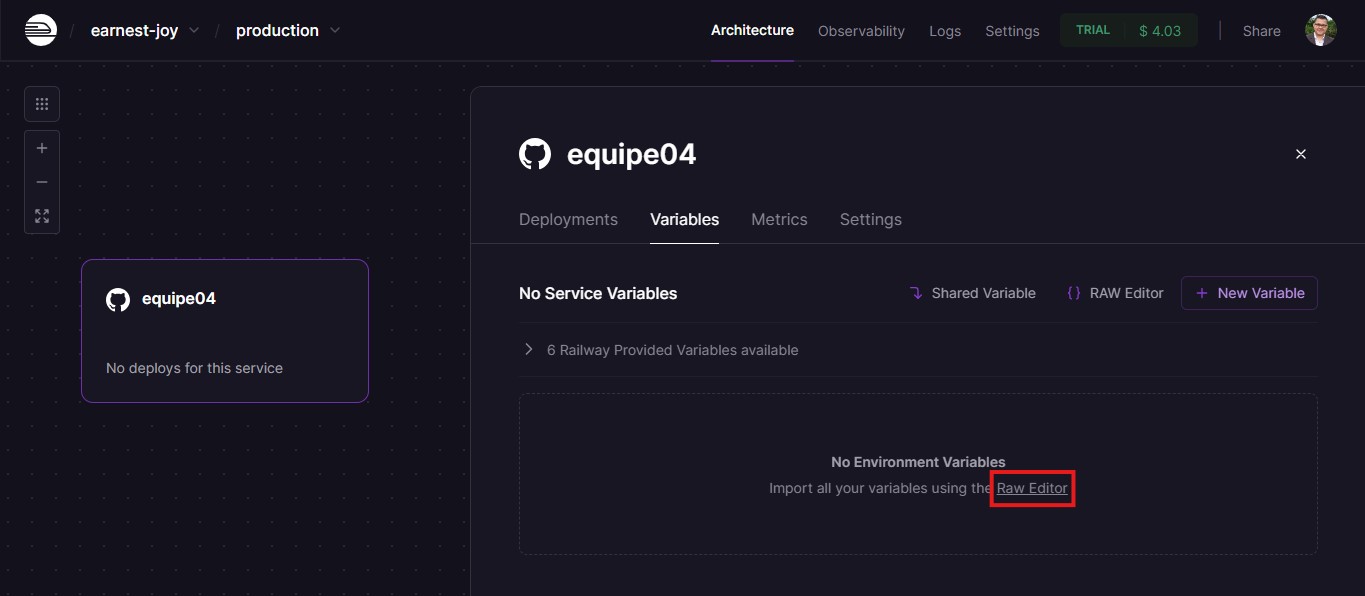 / earnest-joy / production Architecture Observability Logs Settings TRIAL $ 4.03 Share
equipe04
Deployments Variables Metrics Settings
No Service Variables Shared Variable {} RAW Editor + New Variable
6 Railway Provided Variables available
No Environment Variables
Import all your variables using the Raw Editor
equipe04
No deploys for this service